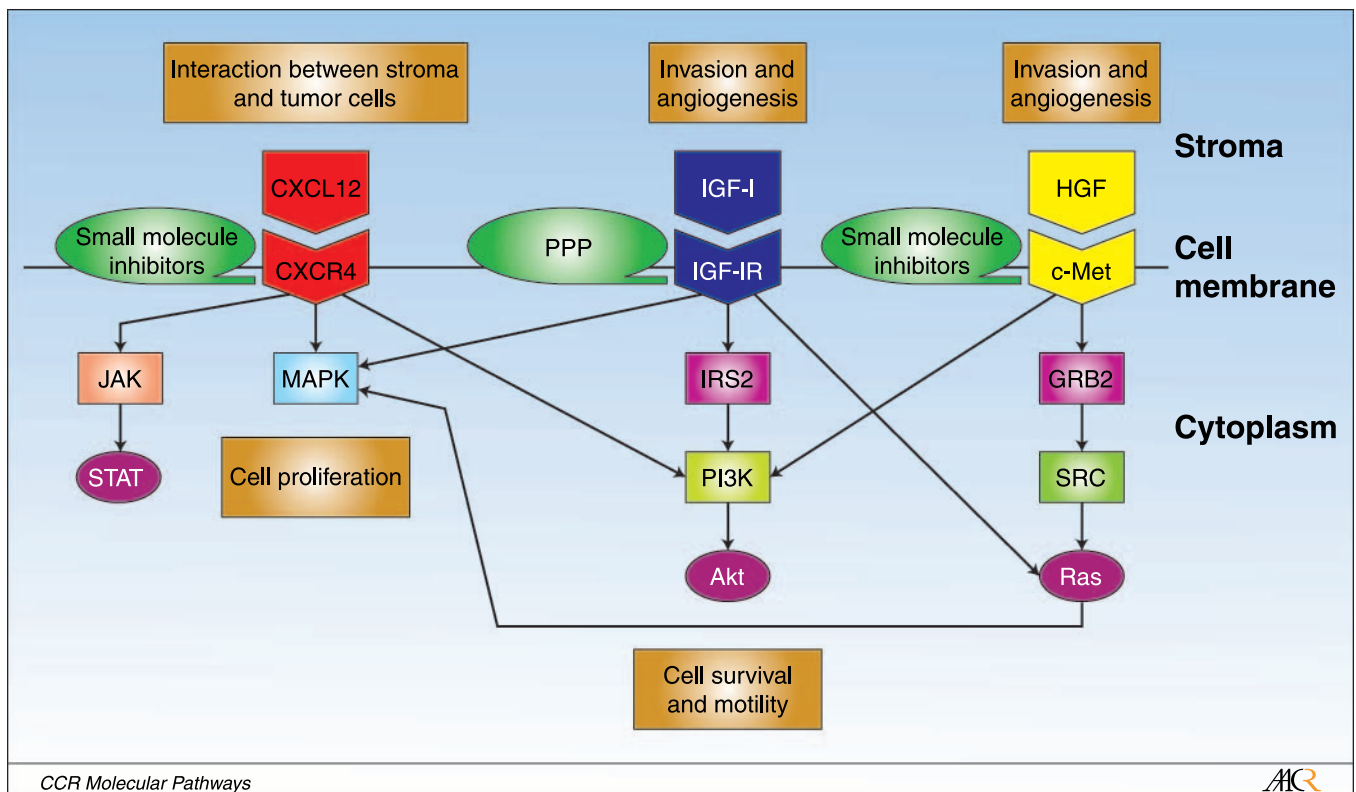 Interaction between stroma
and tumor cells
Invasion and
angiogenesis
Invasion and
angiogenesis
Stroma
CXCL12
IGF-I
HGF
Small molecule
inhibitors
CXCR4
PPP
IGF-IR
Small molecule
inhibitors
c-Met
Cell
membrane
JAK
MAPK
IRS2
GRB2
Cytoplasm
STAT
Cell proliferation
PI3K
SRC
Akt
Ras
Cell survival
and motility
CCR Molecular Pathways
AACR